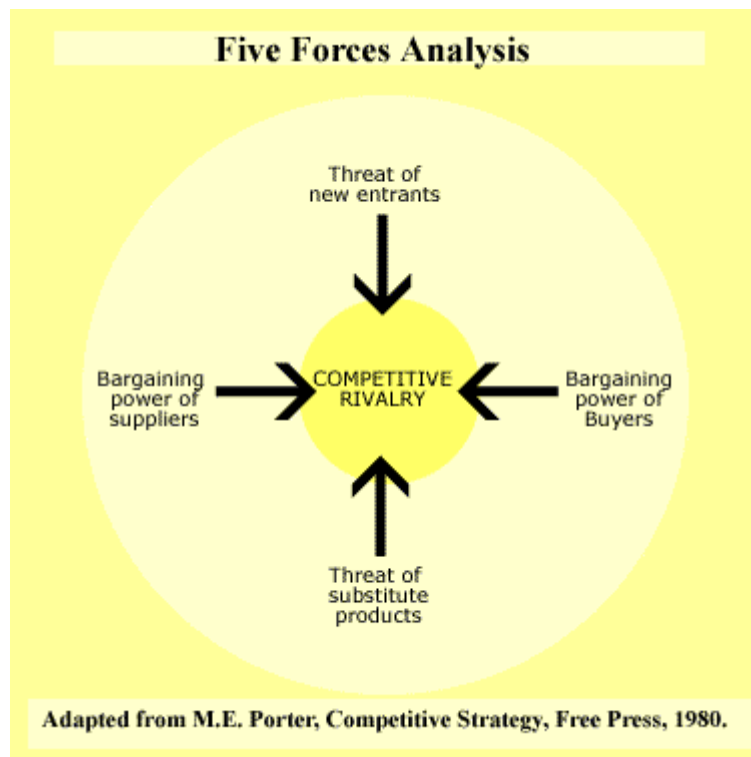 Five Forces Analysis
Threat of
new entrants
Bargaining
power of
suppliers
COMPETITIVE
RIVALRY
Bargaining
power of
Buyers
Threat of
substitute
products
Adapted from M.E. Porter, Competitive Strategy, Free Press, 1980.